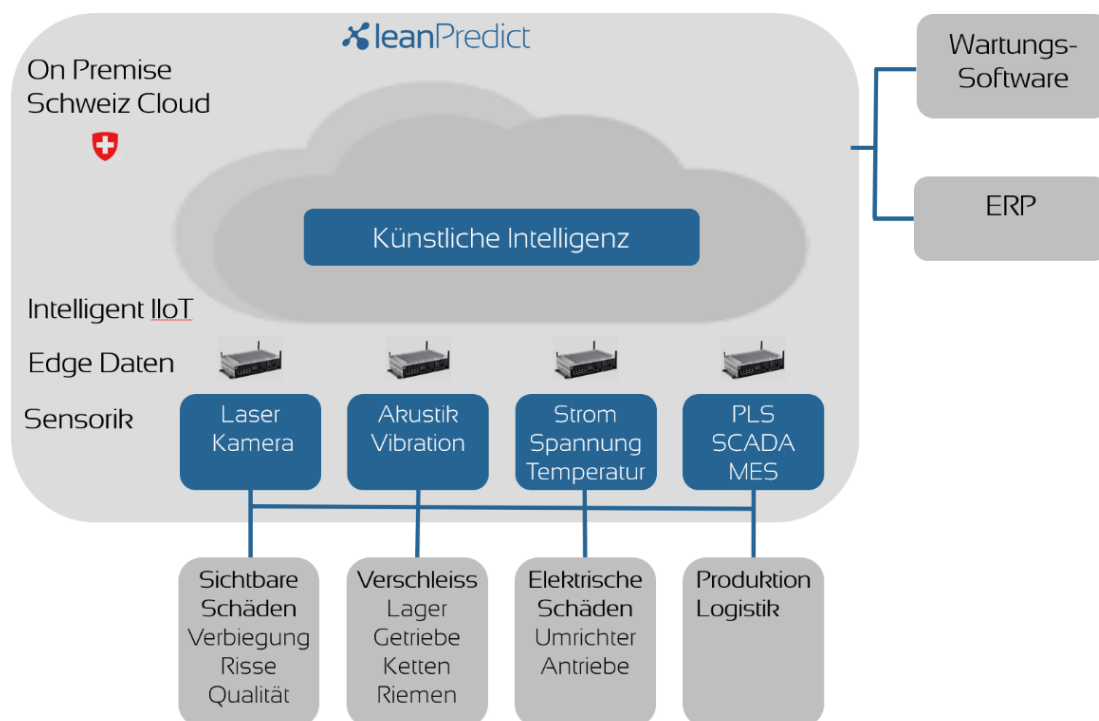 leanPredict
On Premise
Schweiz Cloud
Wartungs-
Software
ERP
Künstliche Intelligenz
Intelligent IIoT
Edge Daten
Sensorik
Laser
Kamera
Akustik
Vibration
Strom
Spannung
Temperatur
PLS
SCADA
MES
Sichtbare
Schäden
Verbiegung
Risse
Qualität
Verschleiss
Lager
Getriebe
Ketten
Riemen
Elektrische
Schäden
Umrichter
Antriebe
Produktion
Logistik